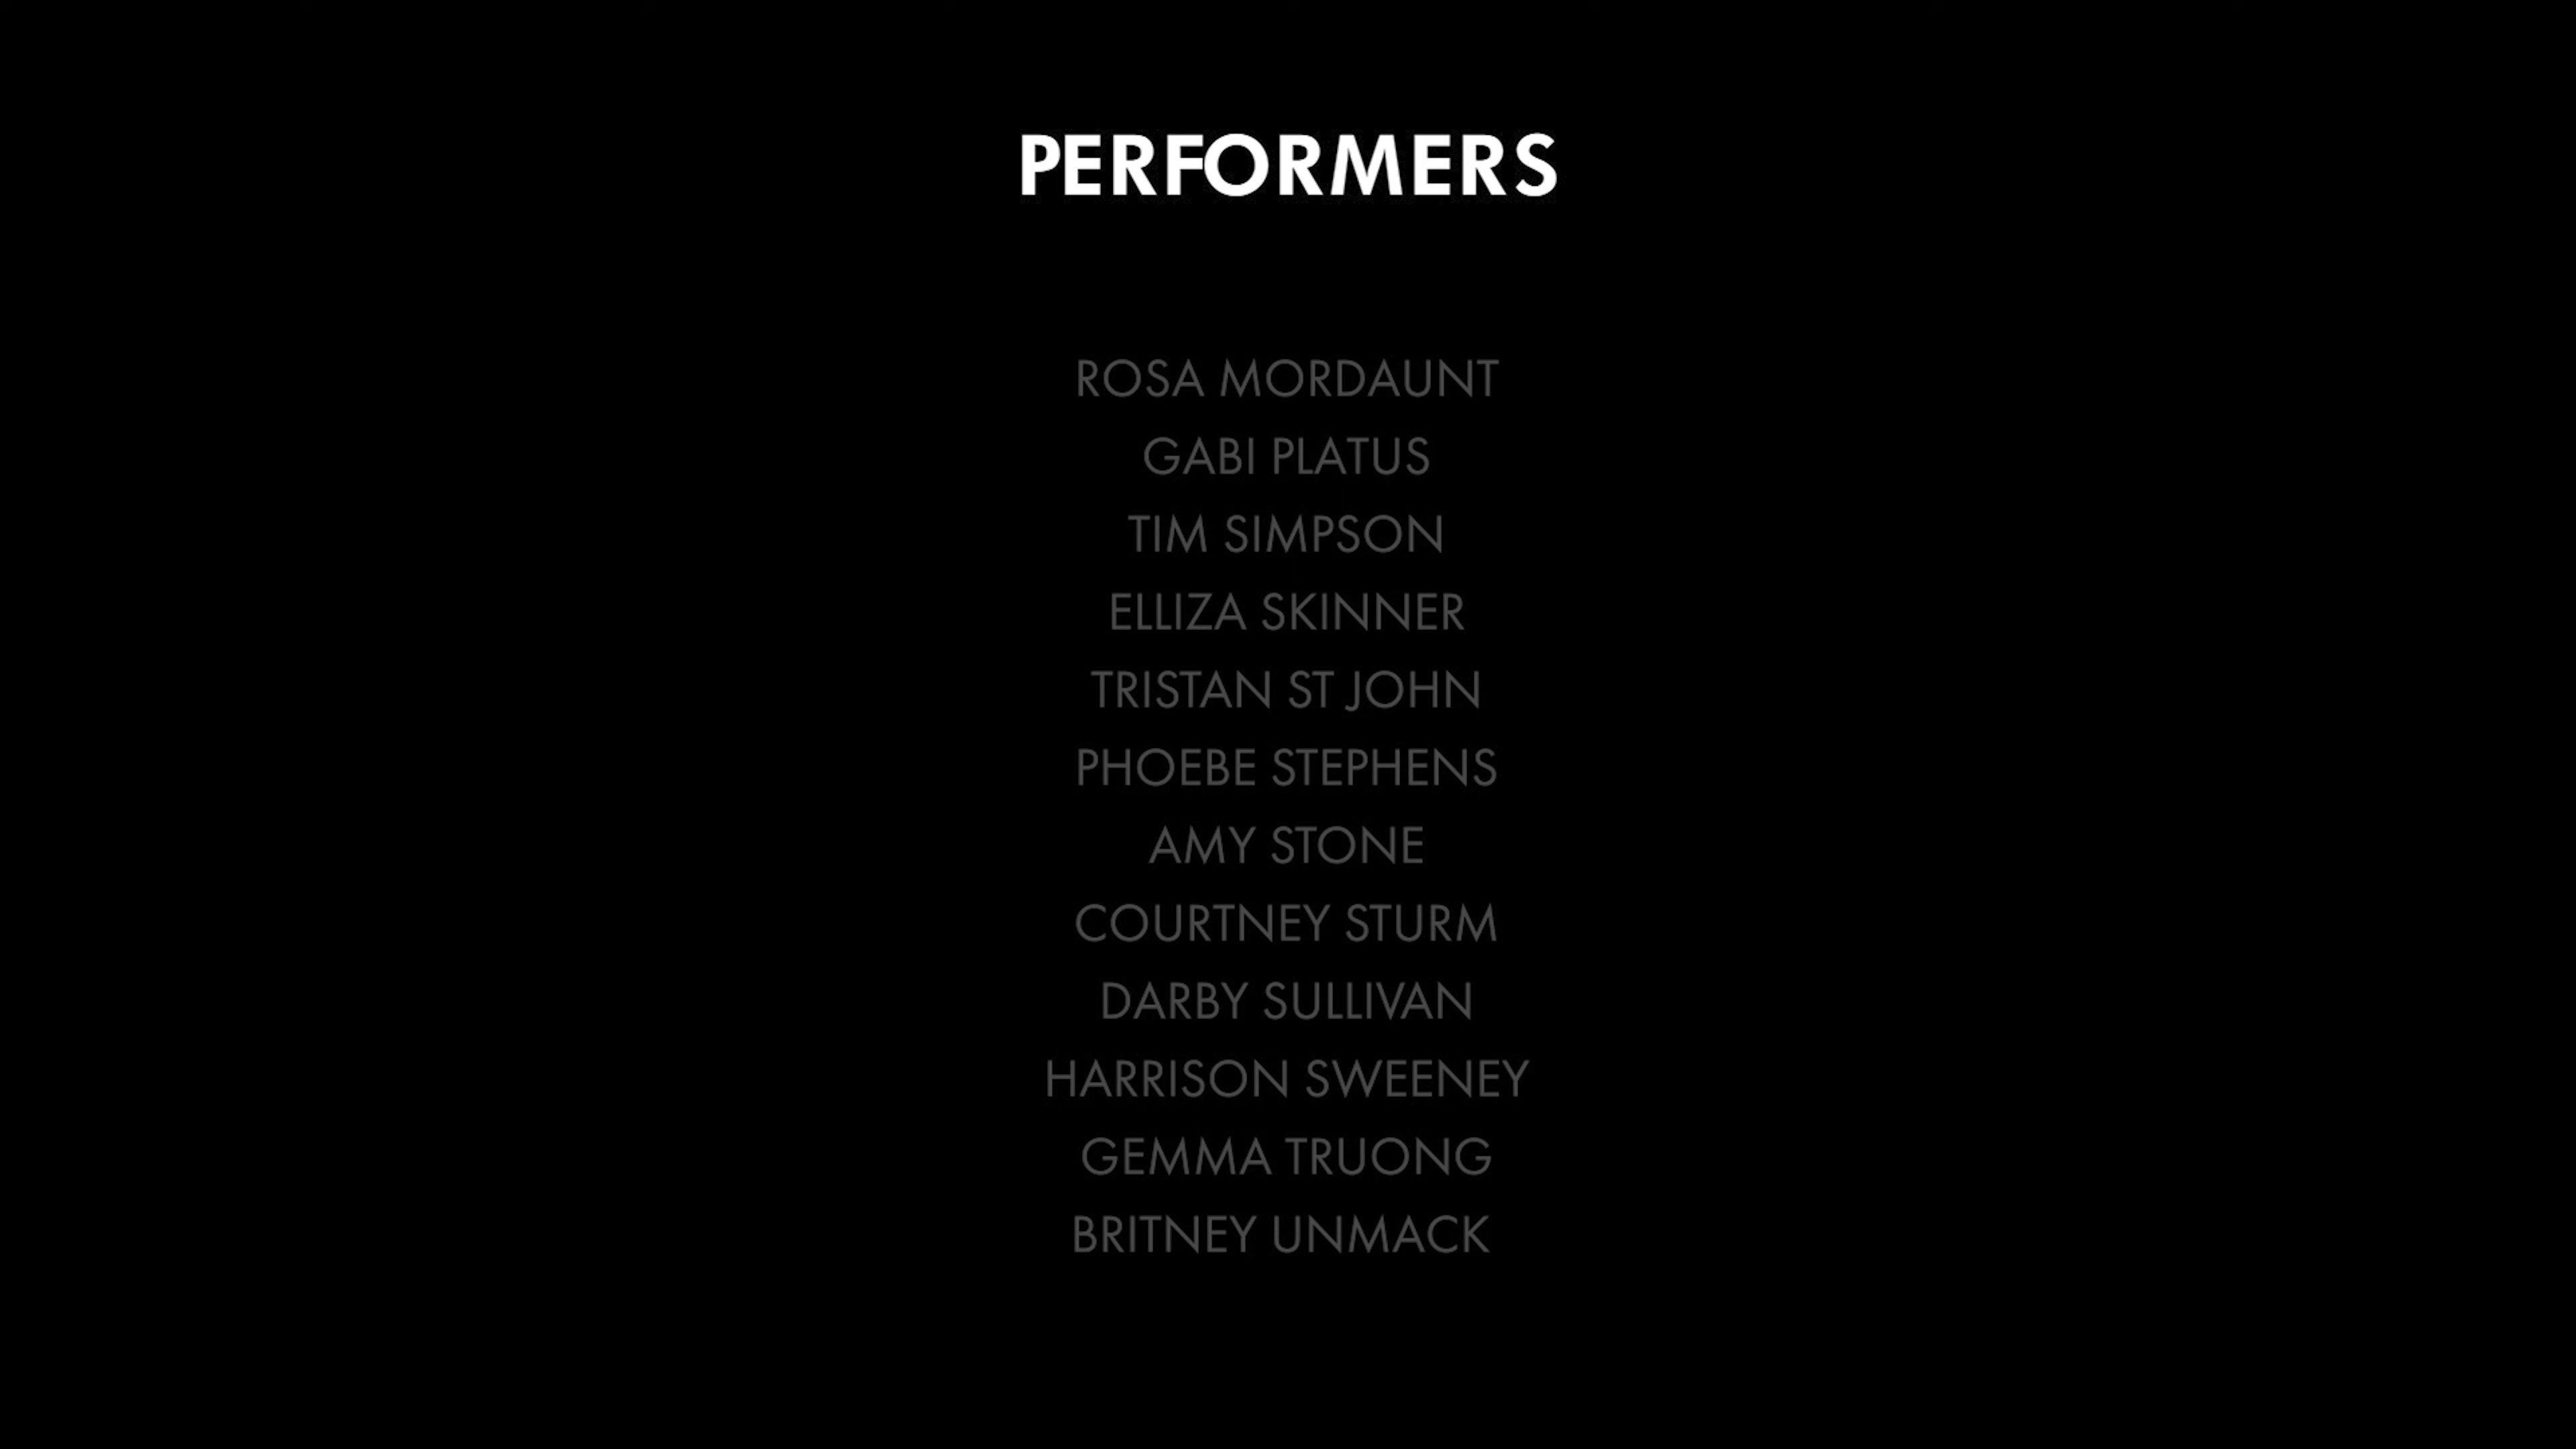 PERFORMERS
ROSA MORDAUNT
GABI PLATUS
TIM SIMPSON
ELLIZA SKINNER
TRISTAN ST JOHN
PHOEBE STEPHENS
AMY STONE
COURTNEY STURM
DARBY SULLIVAN
HARRISON SWEENEY
GEMMA TRUONG
BRITNEY UNMACK